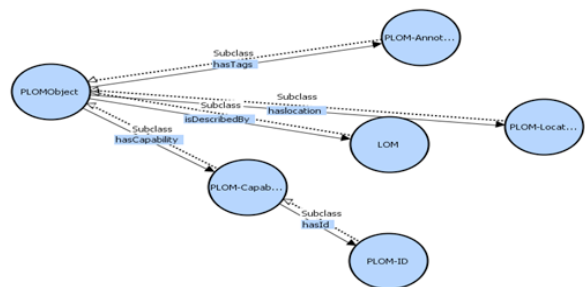 PLOM-Annot...
Subclass
hasTags
PLOMObject
Subclass
Subclass
haslocation
isDescribedBy
PLOM-Locat...
Subclass
hasCapability
LOM
PLOM-Capab...
Subclass
hasId
PLOM-ID